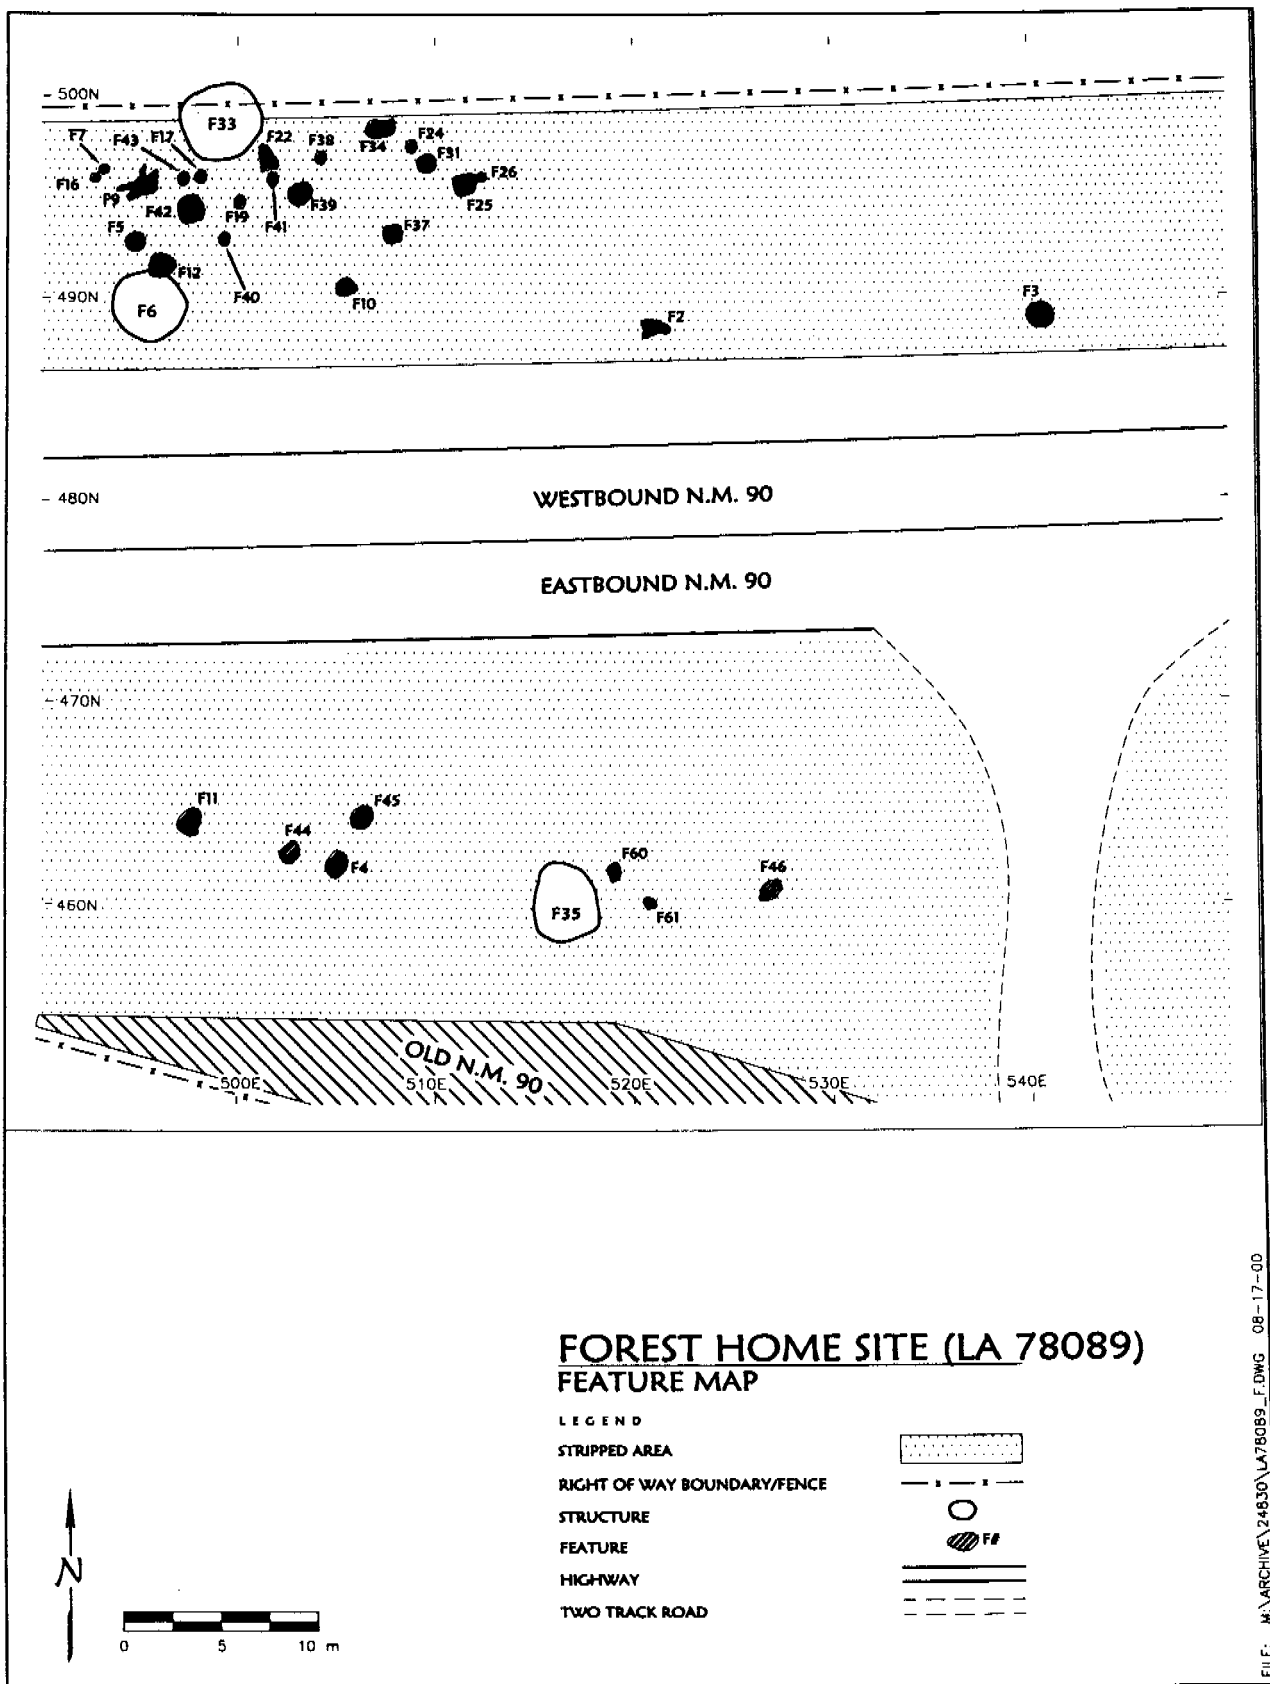 500N
F33
F7
F43
F17
F22
F38
F34
F24
F31
F26
F16
F9
F42
F19
F41
F39
F25
F5
F37
F12
F40
F10
490N
F6
F2
F3
480N
WESTBOUND N.M. 90
EASTBOUND N.M. 90
470N
F11
F45
F44
F4
F60
F46
460N
F35
F61
OLD N.M. 90
500E
510E
520E
530E
540E
FOREST HOME SITE (LA 78089)
FEATURE MAP
LEGEND
STRIPPED AREA
RIGHT OF WAY BOUNDARY/FENCE
STRUCTURE
FEATURE
F#
HIGHWAY
TWO TRACK ROAD
N
0 5 10 m
FILE: M:\ARCHIVE\24830\LA78089_F.DWG 08-17-00